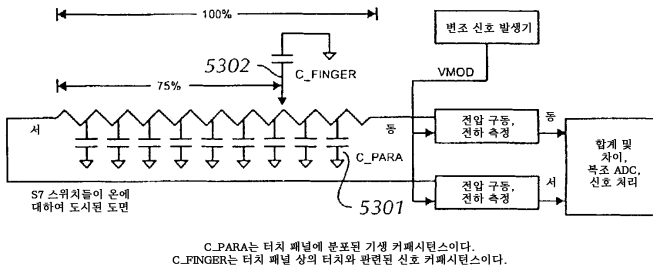 100%
변조 신호 발생기
5302
C_FINGER
75%
VMOD
서
동
전압 구동,
전하 측정
동
합계 및
차이,
복조 ADC,
신호 처리
C_PARA
전압 구동,
전하 측정
서
S7 스위치들이 온에
대하여 도시된 도면
5301
C_PARA는 터치 패널에 분포된 기생 커패시턴스이다.
C_FINGER는 터치 패널 상의 터치와 관련된 신호 커패시턴스이다.